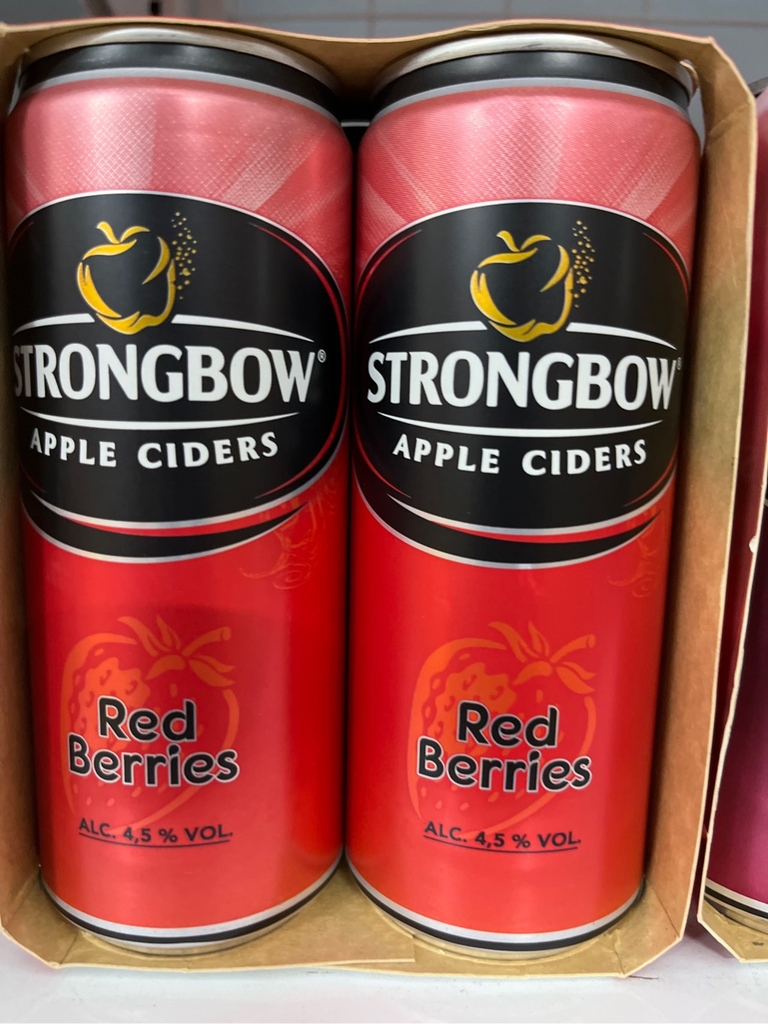 STRONGBOW®
APPLE CIDERS
Red
Berries
ALC. 4,5 % VOL.
STRONGBOW®
APPLE CIDERS
Red
Berries
ALC. 4,5 % VOL.